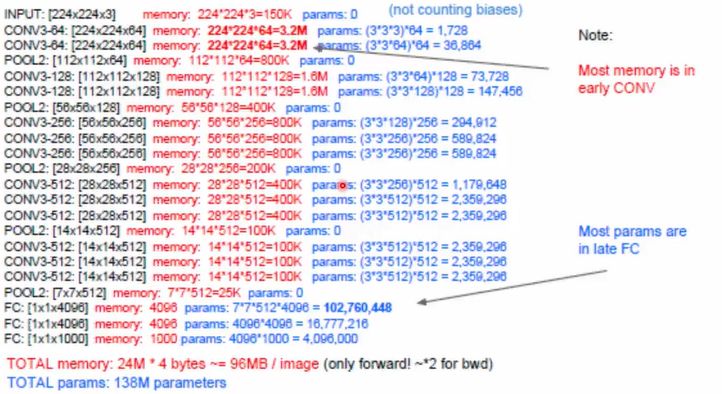 INPUT: [224x224x3] memory: 224*224*3=150K params: 0 (not counting biases)
CONV3-64: [224x224x64] memory: 224*224*64=3.2M params: (3*3*3)*64 = 1,728
CONV3-64: [224x224x64] memory: 224*224*64=3.2M params: (3*3*64)*64 = 36,864
POOL2: [112x112x64] memory: 112*112*64=800K params: 0
CONV3-128: [112x112x128] memory: 112*112*128=1.6M params: (3*3*64)*128 = 73,728
CONV3-128: [112x112x128] memory: 112*112*128=1.6M params: (3*3*128)*128 = 147,456
POOL2: [56x56x128] memory: 56*56*128=400K params: 0
CONV3-256: [56x56x256] memory: 56*56*256=800K params: (3*3*128)*256 = 294,912
CONV3-256: [56x56x256] memory: 56*56*256=800K params: (3*3*256)*256 = 589,824
CONV3-256: [56x56x256] memory: 56*56*256=800K params: (3*3*256)*256 = 589,824
POOL2: [28x28x256] memory: 28*28*256=200K params: 0
CONV3-512: [28x28x512] memory: 28*28*512=400K params: (3*3*256)*512 = 1,179,648
CONV3-512: [28x28x512] memory: 28*28*512=400K params: (3*3*512)*512 = 2,359,296
CONV3-512: [28x28x512] memory: 28*28*512=400K params: (3*3*512)*512 = 2,359,296
POOL2: [14x14x512] memory: 14*14*512=100K params: 0
CONV3-512: [14x14x512] memory: 14*14*512=100K params: (3*3*512)*512 = 2,359,296
CONV3-512: [14x14x512] memory: 14*14*512=100K params: (3*3*512)*512 = 2,359,296
CONV3-512: [14x14x512] memory: 14*14*512=100K params: (3*3*512)*512 = 2,359,296
POOL2: [7x7x512] memory: 7*7*512=25K params: 0
FC: [1x1x4096] memory: 4096 params: 7*7*512*4096 = 102,760,448
FC: [1x1x4096] memory: 4096 params: 4096*4096 = 16,777,216
FC: [1x1x1000] memory: 1000 params: 4096*1000 = 4,096,000
TOTAL memory: 24M * 4 bytes ~= 96MB / image (only forward! ~*2 for bwd)
TOTAL params: 138M parameters
Note:
Most memory is in
early CONV
Most params are
in late FC